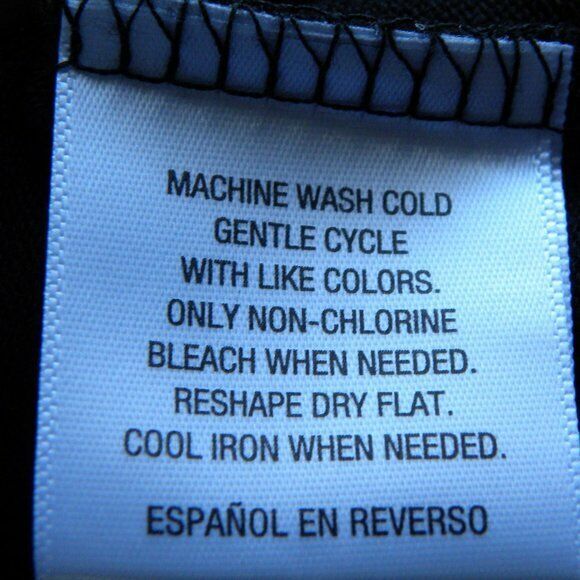 MACHINE WASH COLD
GENTLE CYCLE
WITH LIKE COLORS.
ONLY NON-CHLORINE
BLEACH WHEN NEEDED.
RESHAPE DRY FLAT.
COOL IRON WHEN NEEDED.
ESPAÑOL EN REVERSO